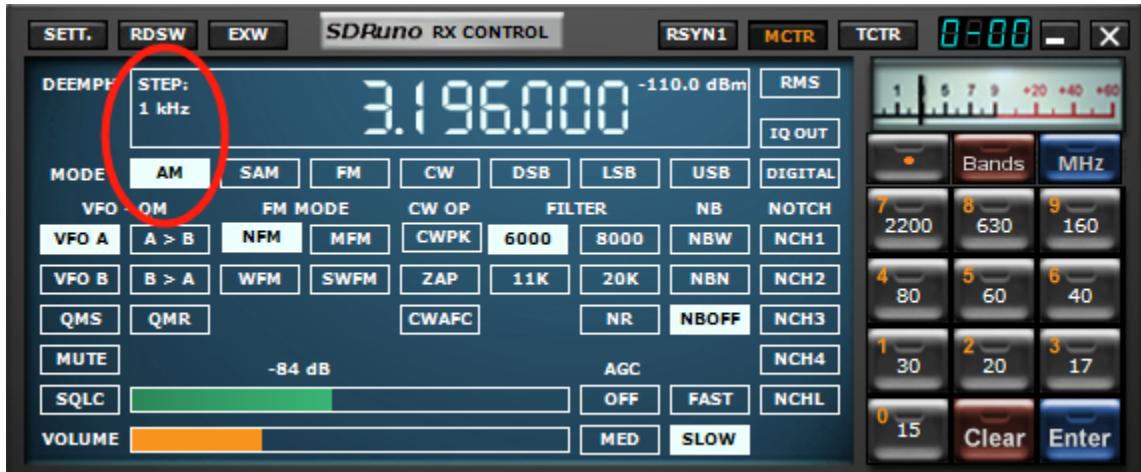 SETT. RDSW EXW SDRuno RX CONTROL RSYN1 MCTR TCTR 0-00
DEEMPH STEP: 3.196.000 -110.0 dBm RMS
1 kHz
IQ OUT
MODE AM SAM FM CW DSB LSB USB DIGITAL
VFO - QM FM MODE CW OP FILTER NB NOTCH
VFO A A > B NFM MFM CWPK 6000 8000 NBW NCH1
VFO B B > A WFM SWFM ZAP 11K 20K NBN NCH2
QMS QMR CWAFC NR NBOFF NCH3
MUTE -84 dB AGC NCH4
SQLC OFF FAST NCHL
VOLUME MED SLOW
1 5 7 9 +20 +40 +60
Bands MHz
7 2200 8 630 9 160
4 80 5 60 6 40
1 30 2 20 3 17
0 15 Clear Enter